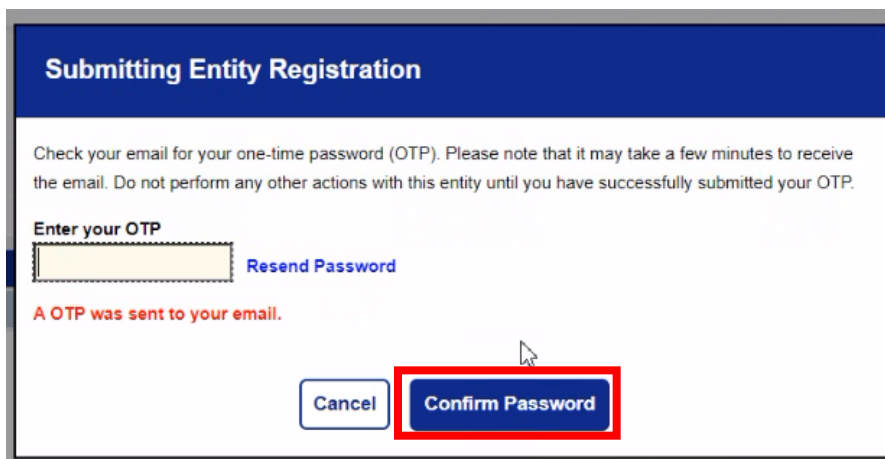 Submitting Entity Registration
Check your email for your one-time password (OTP). Please note that it may take a few minutes to receive
the email. Do not perform any other actions with this entity until you have successfully submitted your OTP.
Enter your OTP
Resend Password
A OTP was sent to your email.
Cancel Confirm Password